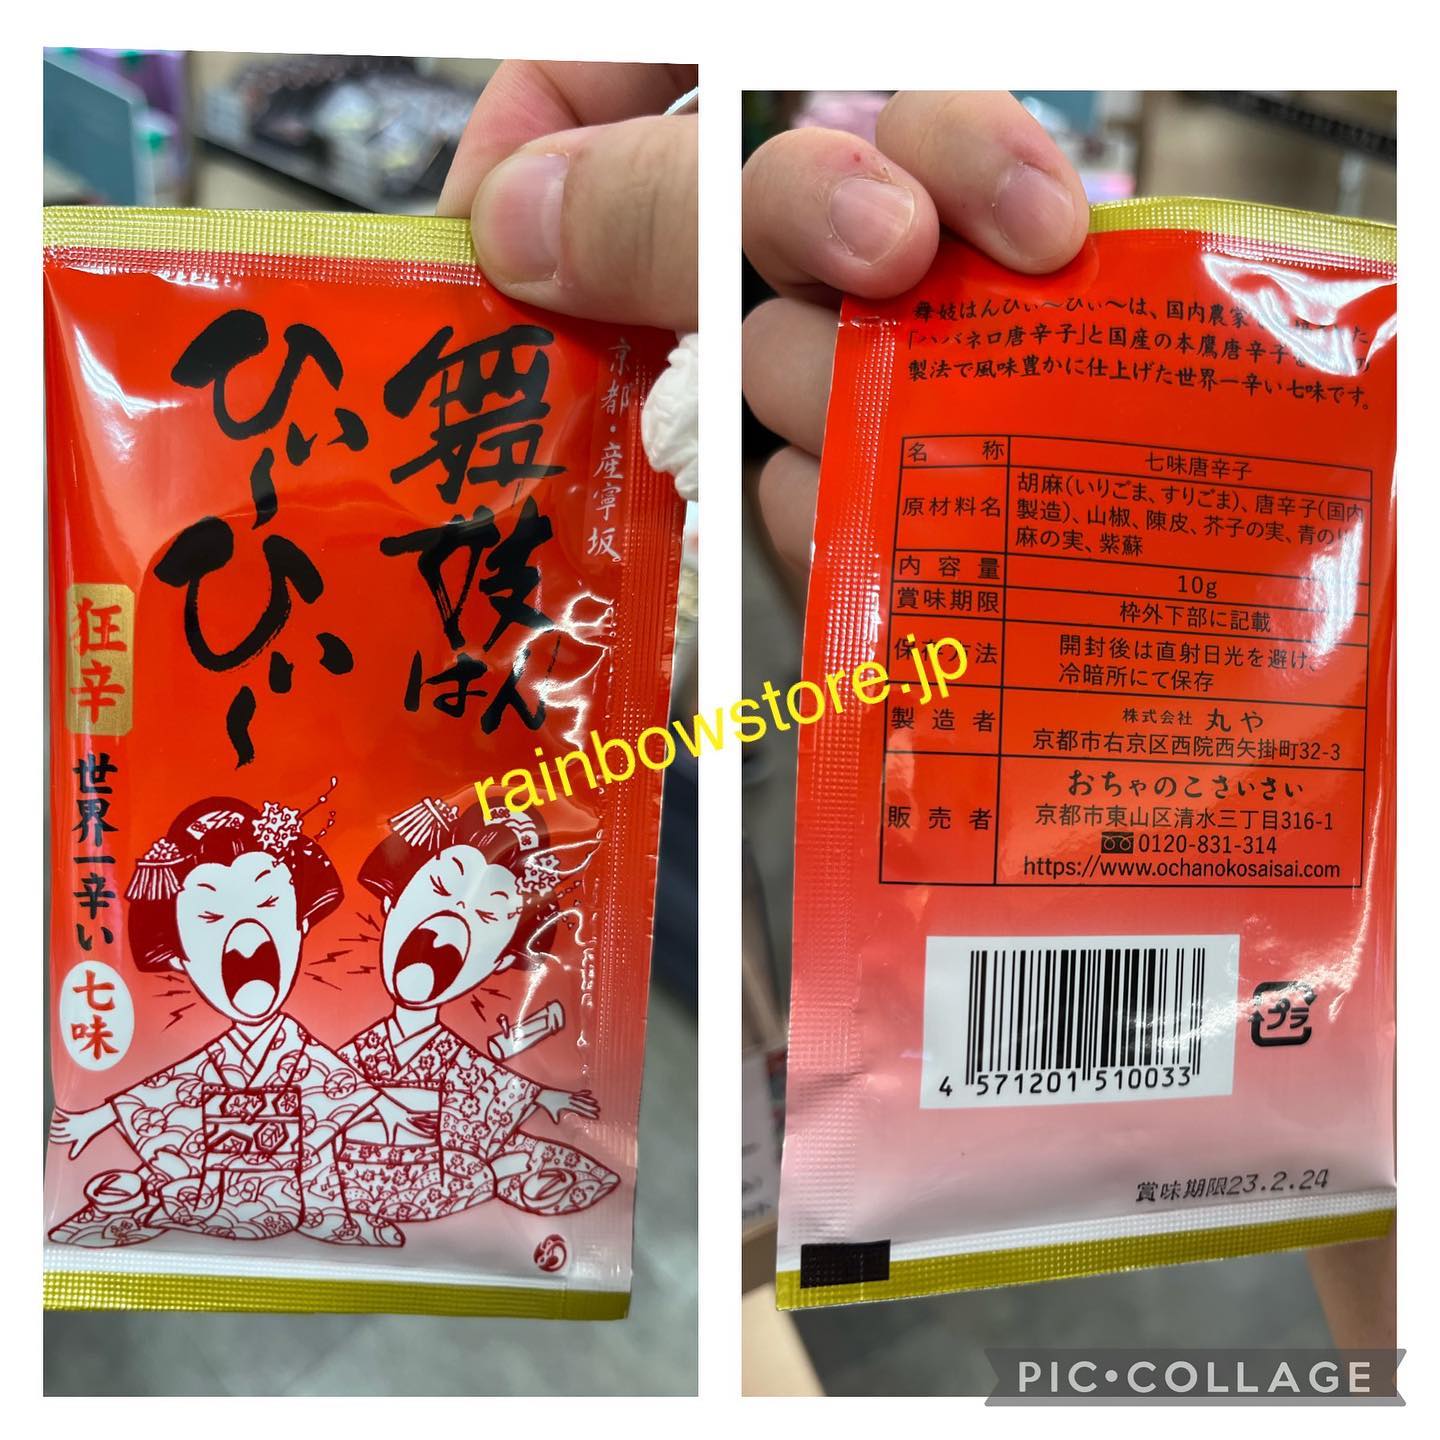 京都・産寧坂
舞妓はん
ひぃ〜ひぃ〜
狂辛
世界一辛い
七味
rainbowstore.jp
舞妓はんひぃ〜ひぃ〜は、国内農家
「ハバネロ唐辛子」と国産の本鷹唐辛子を
製法で風味豊かに仕上げた世界一辛い七味です。
名称 七味唐辛子
原材料名 胡麻(いりごま、すりごま)、唐辛子(国内
製造)、山椒、陳皮、芥子の実、青のり
麻の実、紫蘇
内容量 10g
賞味期限 枠外下部に記載
保存方法 開封後は直射日光を避け、
冷暗所にて保存
製造者 株式会社 丸や
京都市右京区西院西矢掛町32-3
販売者 おちゃのこさいさい
京都市東山区清水三丁目316-1
0120-831-314
https://www.ochanokosaisai.com
4 571201 510033
プラ
賞味期限23.2.24
PIC•COLLAGE